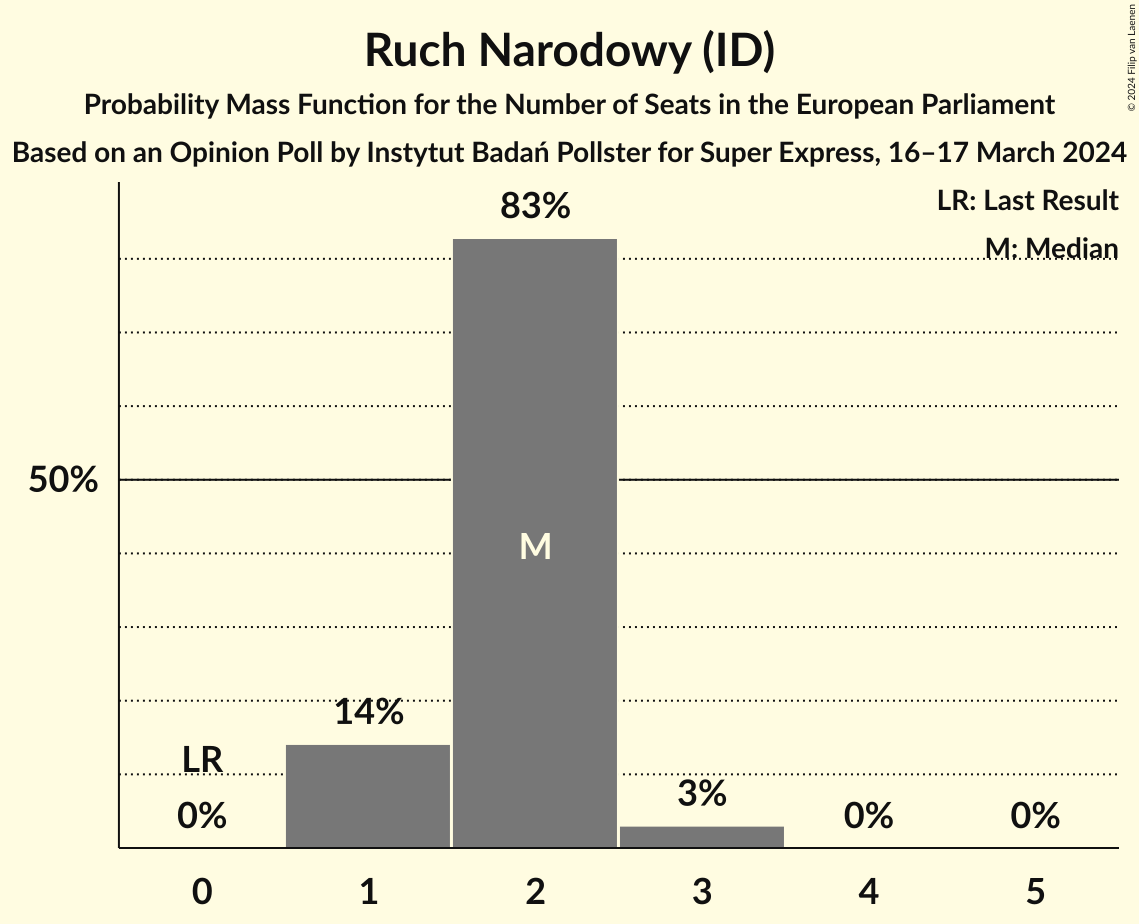 Ruch Narodowy (ID)
Probability Mass Function for the Number of Seats in the European Parliament
Based on an Opinion Poll by Instytut Badań Pollster for Super Express, 16–17 March 2024
© 2024 Filip van Laenen
LR: Last Result
M: Median
83%
50%
M
14%
LR
3%
0%
0%
0%
0
1
2
3
4
5